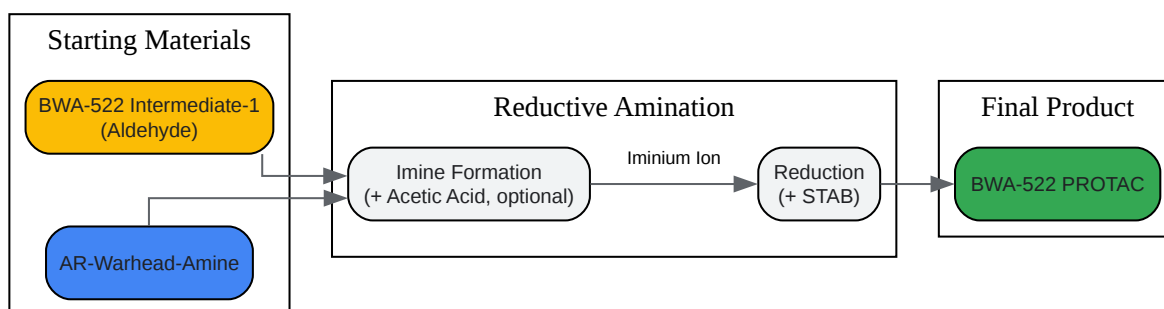 Starting Materials
BWA-522 Intermediate-1
(Aldehyde)
AR-Warhead-Amine
Reductive Amination
Imine Formation
(+ Acetic Acid, optional)
Iminium Ion
Reduction
(+ STAB)
Final Product
BWA-522 PROTAC